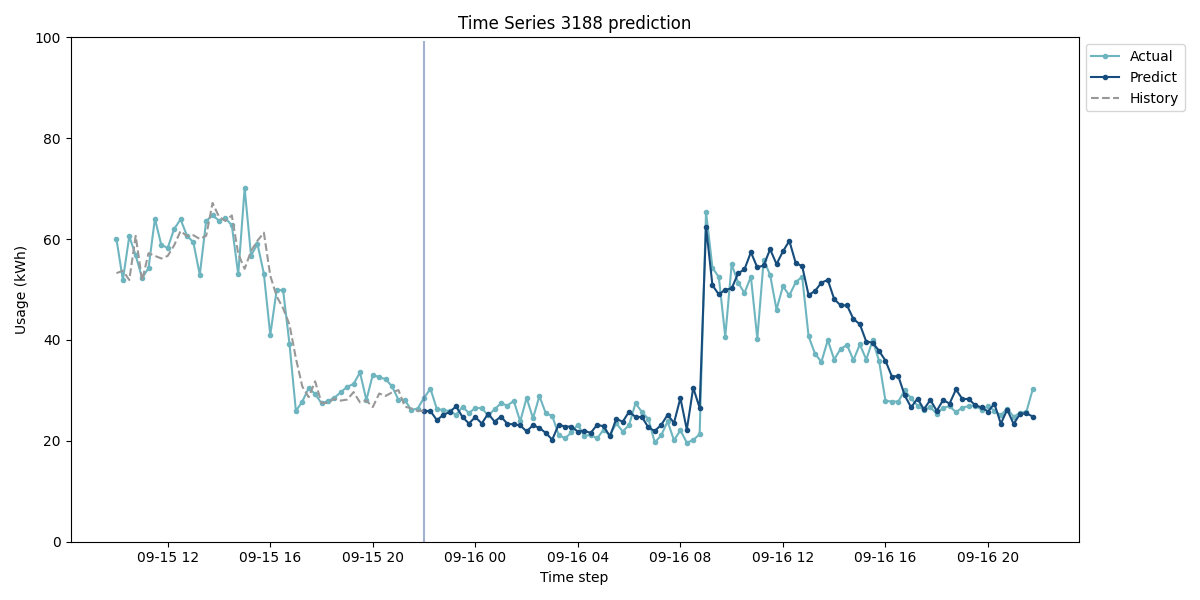 Time Series 3188 prediction
100
80
60
40
20
0
Usage (kWh)
09-15 12
09-15 16
09-15 20
09-16 00
09-16 04
09-16 08
09-16 12
09-16 16
09-16 20
Time step
Actual
Predict
History